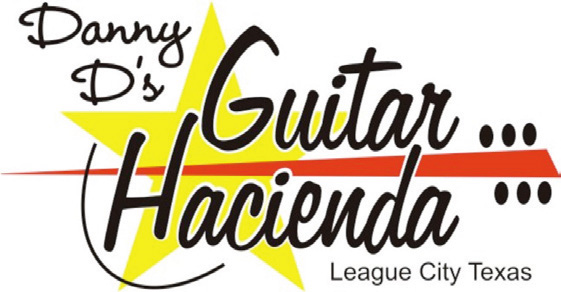 Danny
D's
Guitar
Hacienda
League City Texas